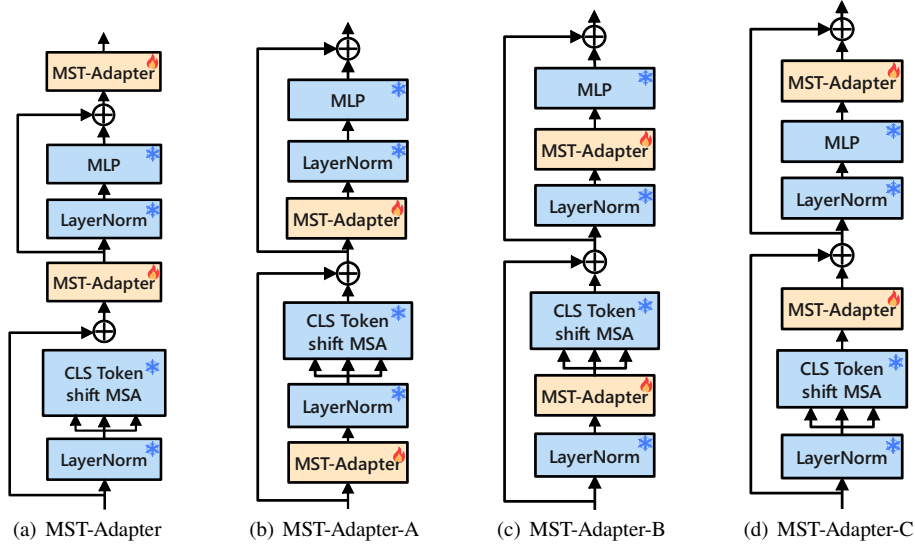 MST-Adapter
MLP
LayerNorm
MST-Adapter
CLS Token
shift MSA
LayerNorm
(a) MST-Adapter
MLP
LayerNorm
MST-Adapter
CLS Token
shift MSA
LayerNorm
MST-Adapter
(b) MST-Adapter-A
MLP
MST-Adapter
LayerNorm
CLS Token
shift MSA
MST-Adapter
LayerNorm
(c) MST-Adapter-B
MST-Adapter
MLP
LayerNorm
MST-Adapter
CLS Token
shift MSA
LayerNorm
(d) MST-Adapter-C